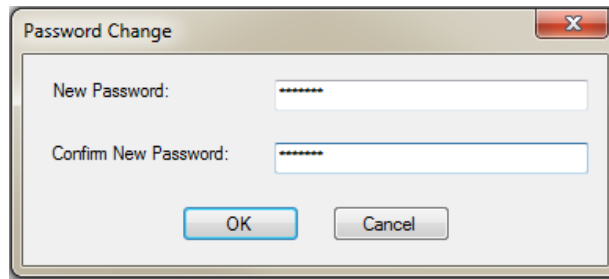 Password Change
New Password: *******
Confirm New Password: *******
OK Cancel